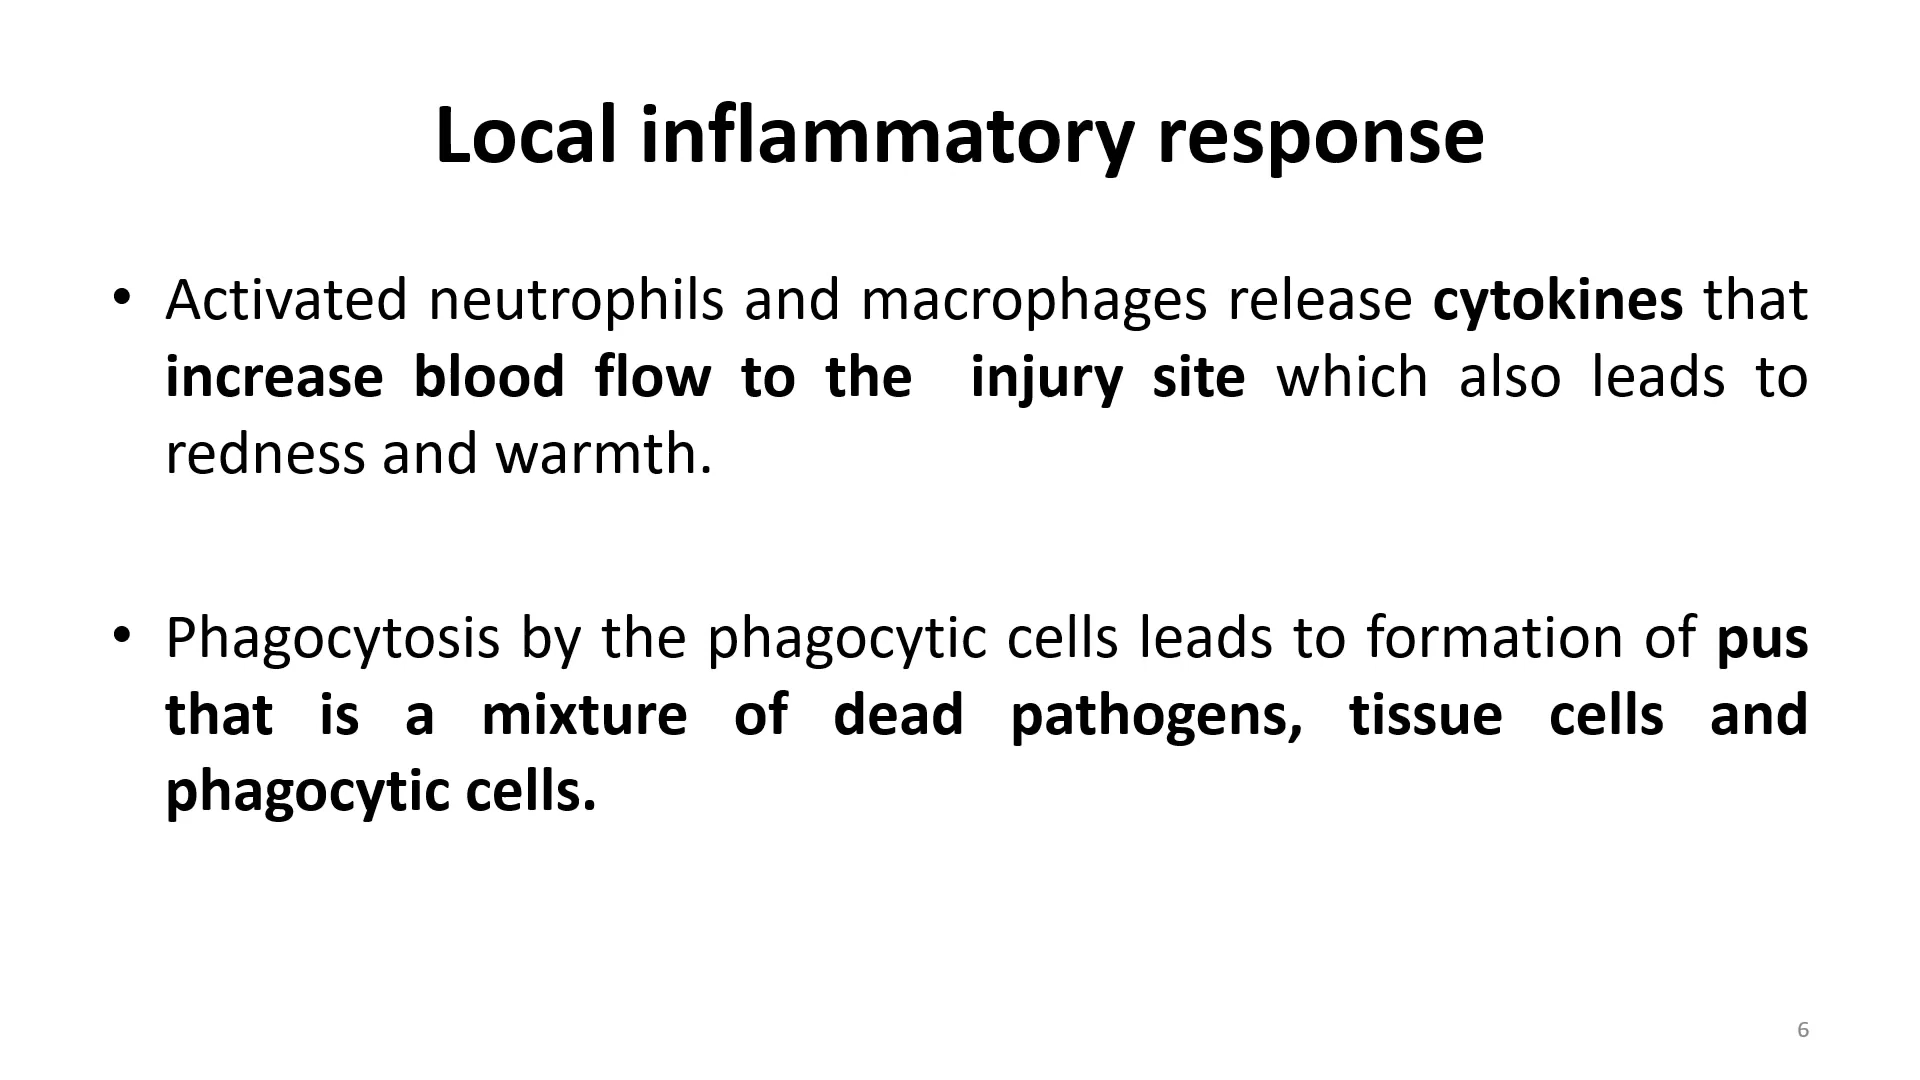 Local inflammatory response
• Activated neutrophils and macrophages release cytokines that
increase blood flow to the  injury site which also leads to
redness and warmth.
• Phagocytosis by the phagocytic cells leads to formation of pus
that is a mixture of dead pathogens, tissue cells and
phagocytic cells.
6